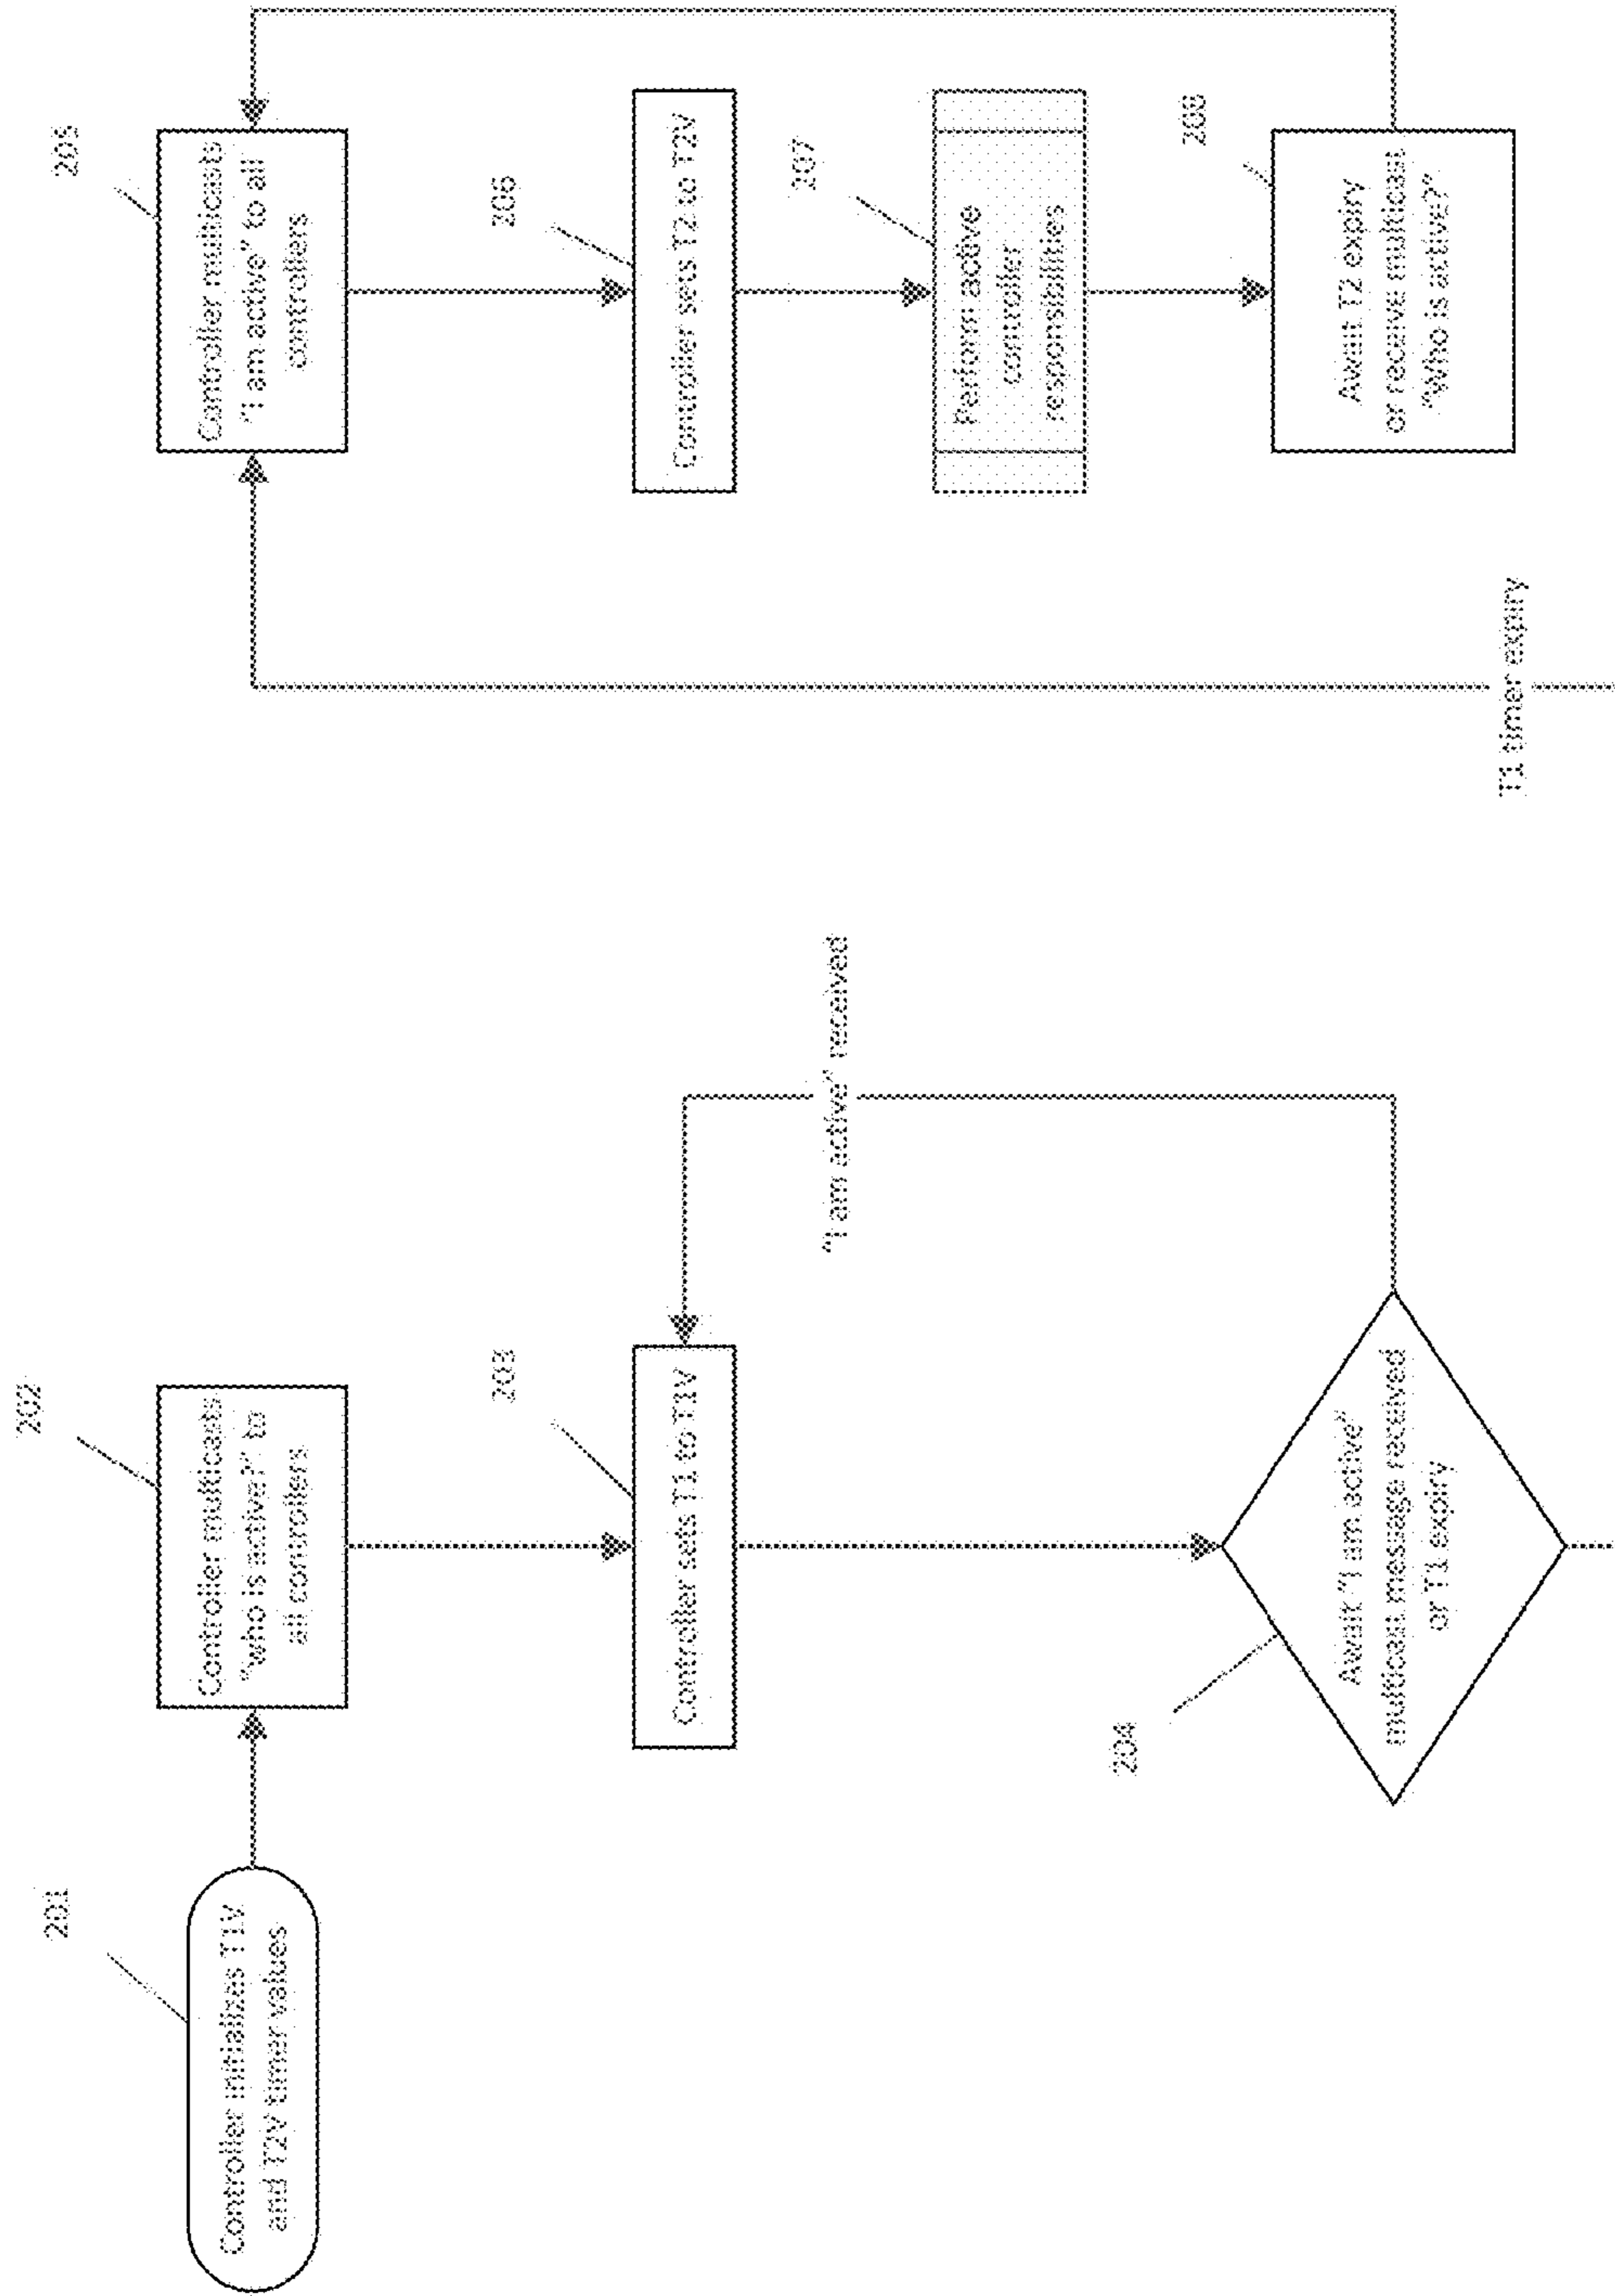 201
Controller initializes T1V
and T2V timer values
202
Controller multicasts
"who is active?" to
all controllers
203
Controller sets T1 to T1V
"I am active" received
204
Await "I am active"
multicast message received
or T1 expiry
T1 timer expiry
205
Controller multicasts
"I am active" to all
controllers
206
Controller sets T2 to T2V
207
Perform active
controller
responsibilities
208
Await T2 expiry
or receive multicast
"Who is active?"